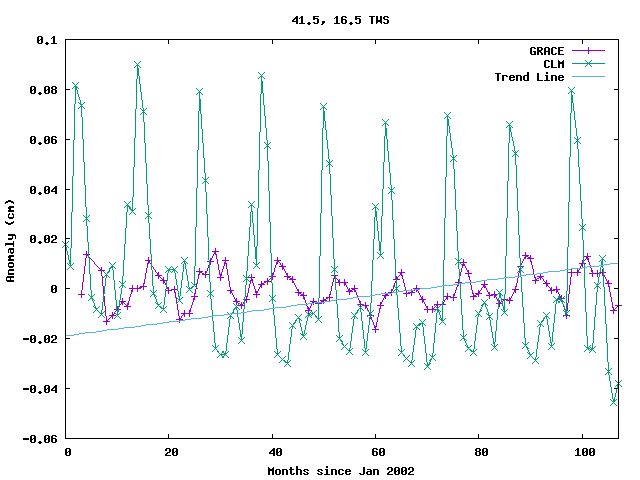 41.5, 16.5 TWS
GRACE
CLM
Trend Line
Anomaly (cm)
0.1
0.08
0.06
0.04
0.02
0
-0.02
-0.04
-0.06
0 20 40 60 80 100
Months since Jan 2002